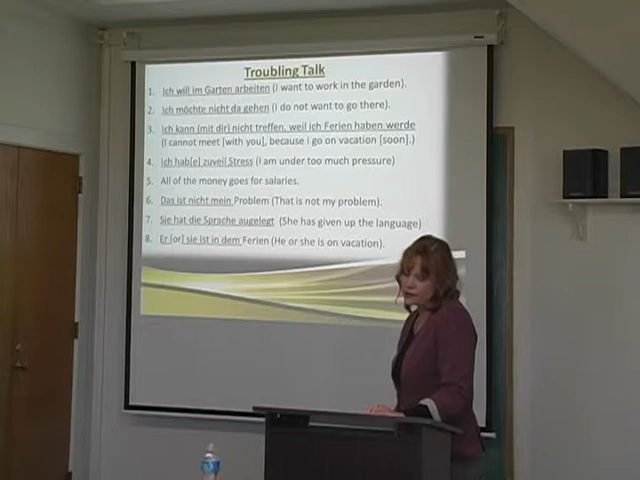 Troubling Talk
1. Ich will im Garten arbeiten (I want to work in the garden).
2. Ich möchte nicht da gehen (I do not want to go there).
3. Ich kann (mit dir) nicht treffen, weil ich Ferien haben werde
(I cannot meet [with you], because I go on vacation [soon].)
4. Ich hab[e] zuveil Stress (I am under too much pressure)
5. All of the money goes for salaries.
6. Das ist nicht mein Problem (That is not my problem).
7. Sie hat die Sprache augelegt (She has given up the language)
8. Er [or] sie ist in dem Ferien (He or she is on vacation).